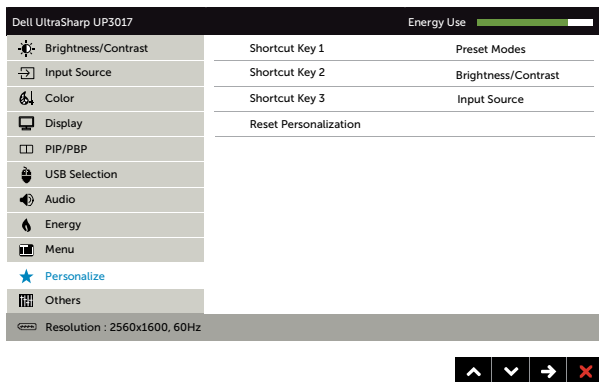 Dell UltraSharp UP3017 Energy Use
Brightness/Contrast Shortcut Key 1 Preset Modes
Input Source Shortcut Key 2 Brightness/Contrast
Color Shortcut Key 3 Input Source
Display Reset Personalization
PIP/PBP
USB Selection
Audio
Energy
Menu
Personalize
Others
Resolution : 2560x1600, 60Hz